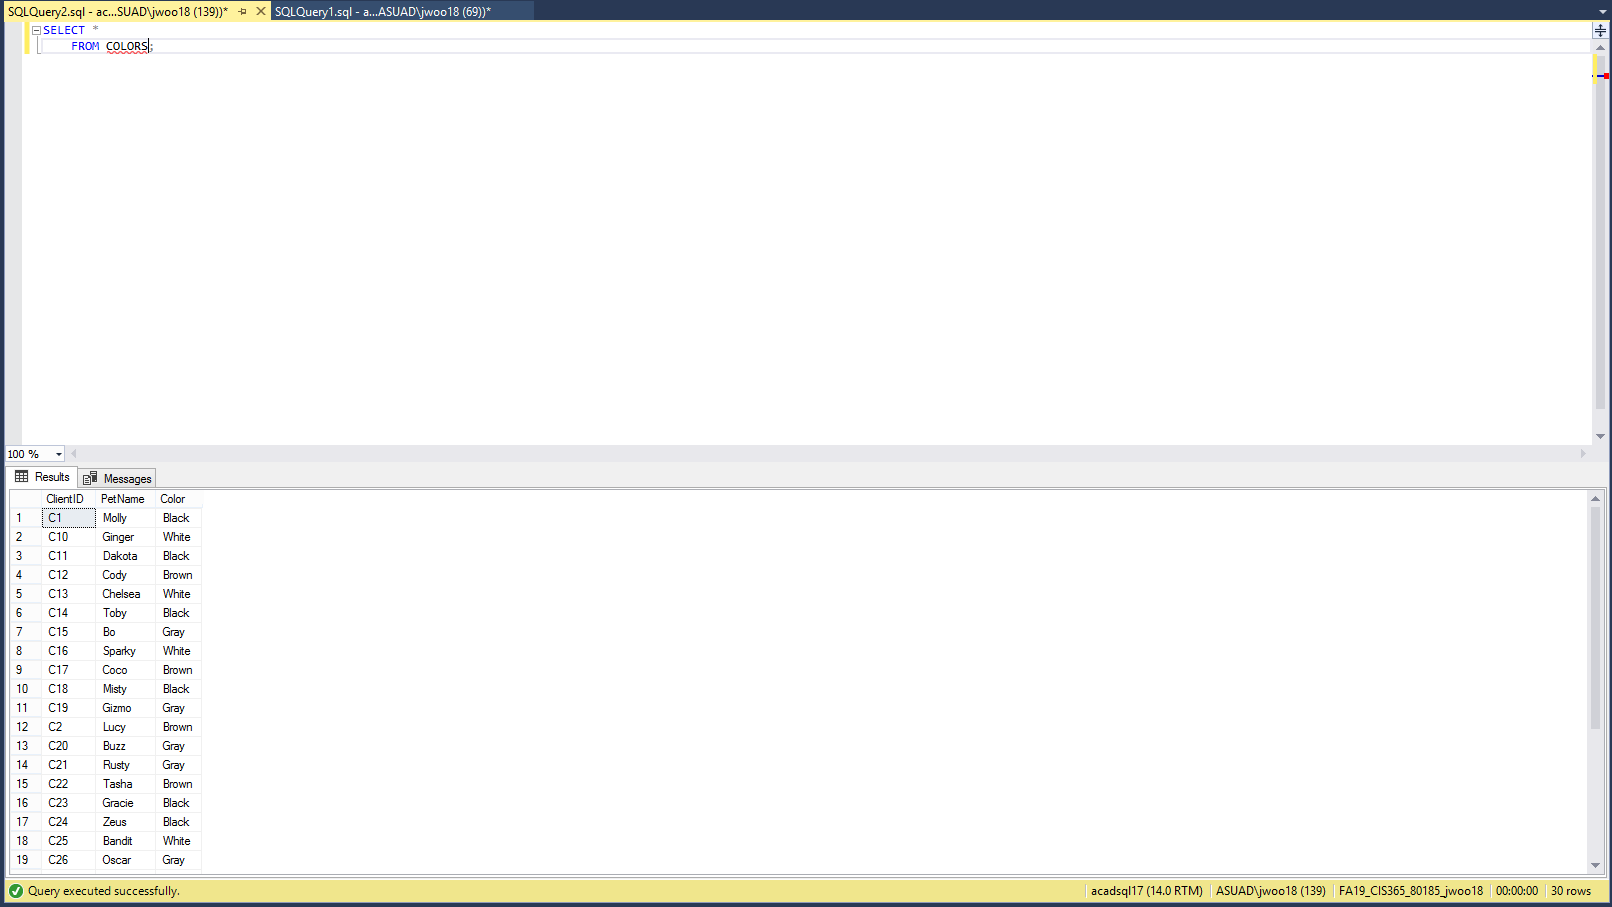 SQLQuery2.sql - ac...SUAD\jwoo18 (139))* SQLQuery1.sql - a...ASUAD\jwoo18 (69))*
SELECT *
FROM COLORS;
100 %
Results Messages
ClientID PetName Color
1 C1 Molly Black
2 C10 Ginger White
3 C11 Dakota Black
4 C12 Cody Brown
5 C13 Chelsea White
6 C14 Toby Black
7 C15 Bo Gray
8 C16 Sparky White
9 C17 Coco Brown
10 C18 Misty Black
11 C19 Gizmo Gray
12 C2 Lucy Brown
13 C20 Buzz Gray
14 C21 Rusty Gray
15 C22 Tasha Brown
16 C23 Gracie Black
17 C24 Zeus Black
18 C25 Bandit White
19 C26 Oscar Gray
Query executed successfully. acadsql17 (14.0 RTM) ASUAD\jwoo18 (139) FA19_CIS365_80185_jwoo18 00:00:00 30 rows